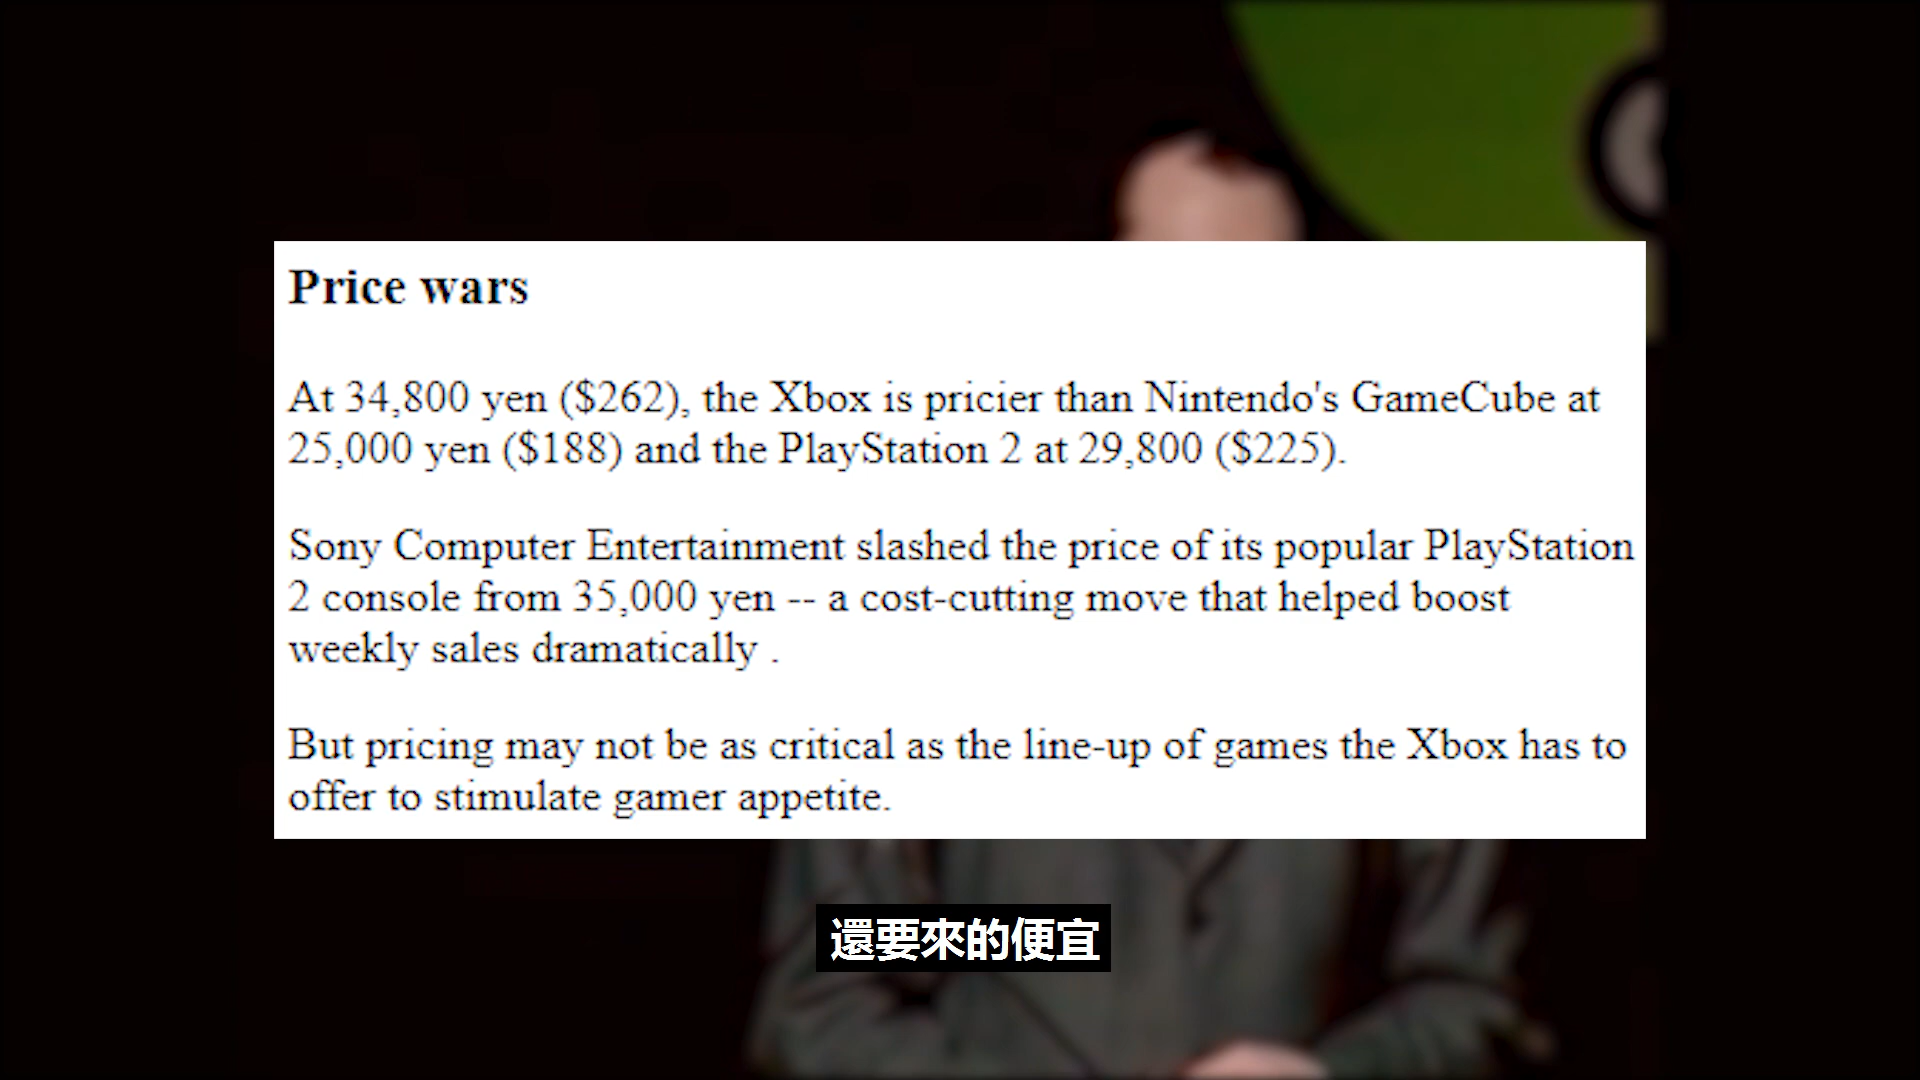 Price wars
At 34,800 yen ($262), the Xbox is pricier than Nintendo's GameCube at
25,000 yen ($188) and the PlayStation 2 at 29,800 ($225).
Sony Computer Entertainment slashed the price of its popular PlayStation
2 console from 35,000 yen -- a cost-cutting move that helped boost
weekly sales dramatically .
But pricing may not be as critical as the line-up of games the Xbox has to
offer to stimulate gamer appetite.
還要來的便宜